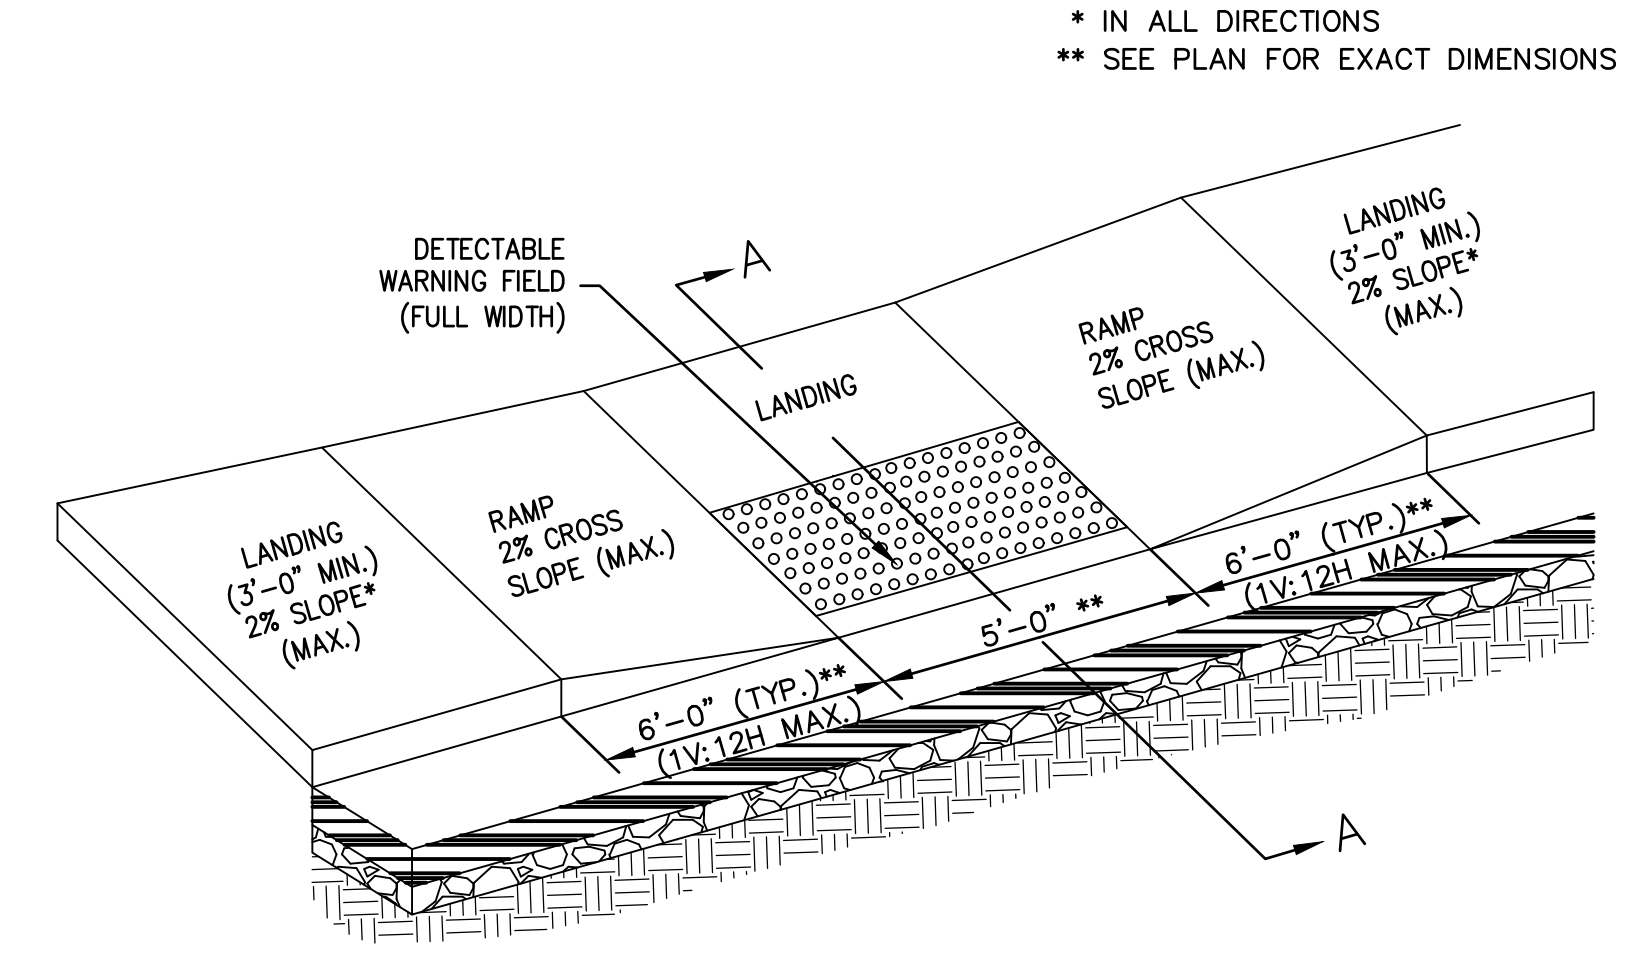 * IN ALL DIRECTIONS
** SEE PLAN FOR EXACT DIMENSIONS
DETECTABLE
WARNING FIELD
(FULL WIDTH)
A
LANDING
(3'-0" MIN.)
2% SLOPE*
(MAX.)
RAMP
2% CROSS
SLOPE (MAX.)
LANDING
RAMP
2% CROSS
SLOPE (MAX.)
LANDING
(3'-0" MIN.)
2% SLOPE*
(MAX.)
6'-0" (TYP.)**
(1V:12H MAX.)
5'-0" **
6'-0" (TYP.)**
(1V:12H MAX.)
A